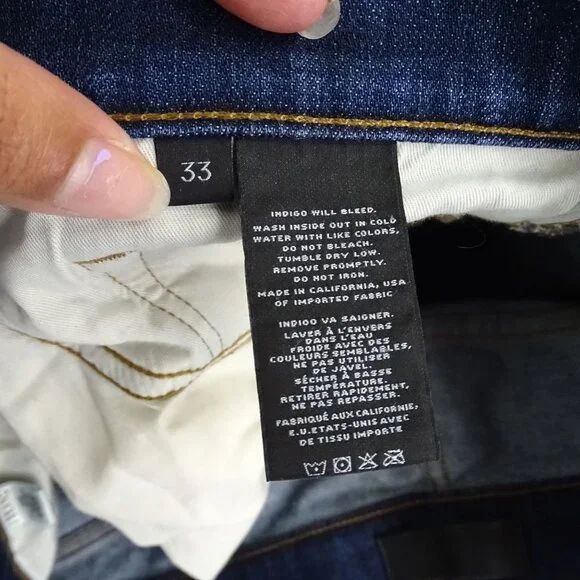 33
INDIGO WILL BLEED.
WASH INSIDE OUT IN COLD
WATER WITH LIKE COLORS.
DO NOT BLEACH.
TUMBLE DRY LOW.
REMOVE PROMPTLY.
DO NOT IRON.
MADE IN CALIFORNIA, USA
OF IMPORTED FABRIC
INDIGO VA SAIGNER.
LAVER À L'ENVERS
DANS L'EAU
FROIDE AVEC DES
COULEURS SEMBLABLES,
NE PAS UTILISER
DE JAVEL.
SÉCHER À BASSE
TEMPÉRATURE.
RETIRER RAPIDEMENT,
NE PAS REPASSER.
FABRIQUÉ AUX CALIFORNIE,
E.U.ETATS-UNIS AVEC
DE TISSU IMPORTE